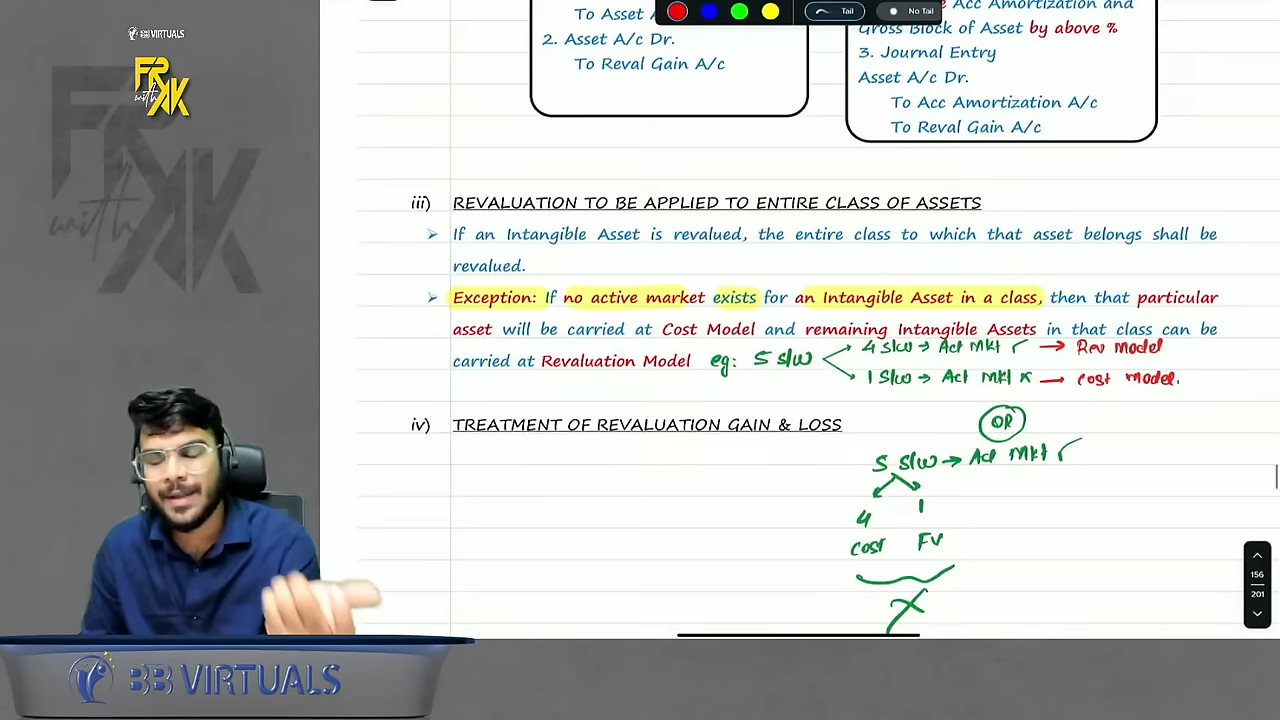 BB VIRTUALS
FR
with
KK
Tail
No Tail
To Asset A
2. Asset A/c Dr.
To Reval Gain A/c
Acc Amortization and
Gross Block of Asset by above %
3. Journal Entry
Asset A/c Dr.
To Acc Amortization A/c
To Reval Gain A/c
iii) REVALUATION TO BE APPLIED TO ENTIRE CLASS OF ASSETS
➢ If an Intangible Asset is revalued, the entire class to which that asset belongs shall be
revalued.
➢ Exception: If no active market exists for an Intangible Asset in a class, then that particular
asset will be carried at Cost Model and remaining Intangible Assets in that class can be
carried at Revaluation Model
eg: 5 S/w
4 S/w → Act Mkt ✓ → Rev model
1 S/w → Act Mkt x → cost model.
iv) TREATMENT OF REVALUATION GAIN & LOSS
OR
5 S/w → Act Mkt ✓
4 1
cost FV
X
156
201
BB VIRTUALS